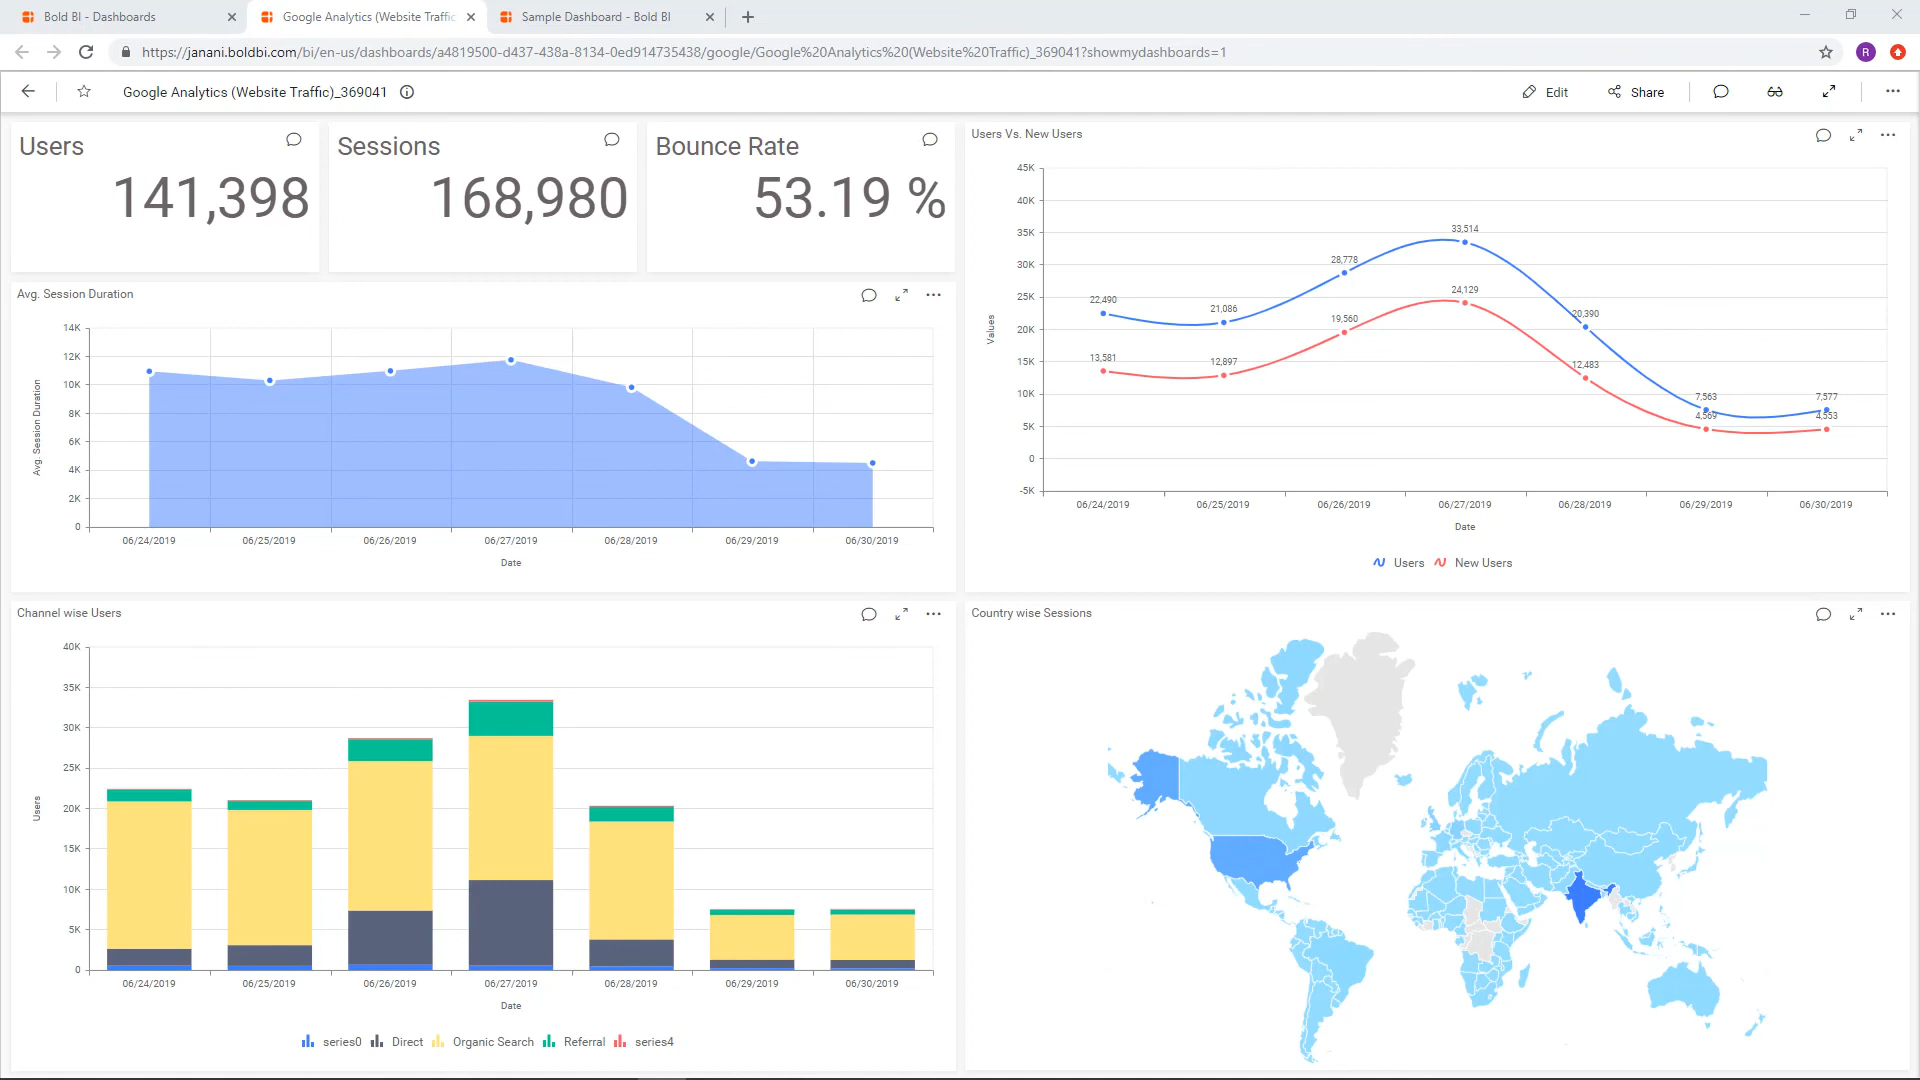 Bold BI - Dashboards
Google Analytics (Website Traffic
Sample Dashboard - Bold BI
https://janani.boldbi.com/bi/en-us/dashboards/a4819500-d437-438a-8134-0ed914735438/google/Google%20Analytics%20(Website%20Traffic)_369041?showmydashboards=1
R
Google Analytics (Website Traffic)_369041
Edit
Share
Users
141,398
Sessions
168,980
Bounce Rate
53.19 %
Users Vs. New Users
45K
40K
35K
30K
25K
20K
15K
10K
5K
0
-5K
Values
22,490
21,086
28,778
33,514
20,390
7,563
7,577
13,581
12,897
19,560
24,129
12,483
4,569
4,553
06/24/2019
06/25/2019
06/26/2019
06/27/2019
06/28/2019
06/29/2019
06/30/2019
Date
Users
New Users
Avg. Session Duration
14K
12K
10K
8K
6K
4K
2K
0
Avg. Session Duration
06/24/2019
06/25/2019
06/26/2019
06/27/2019
06/28/2019
06/29/2019
06/30/2019
Date
Channel wise Users
40K
35K
30K
25K
20K
15K
10K
5K
0
Users
06/24/2019
06/25/2019
06/26/2019
06/27/2019
06/28/2019
06/29/2019
06/30/2019
Date
series0
Direct
Organic Search
Referral
series4
Country wise Sessions